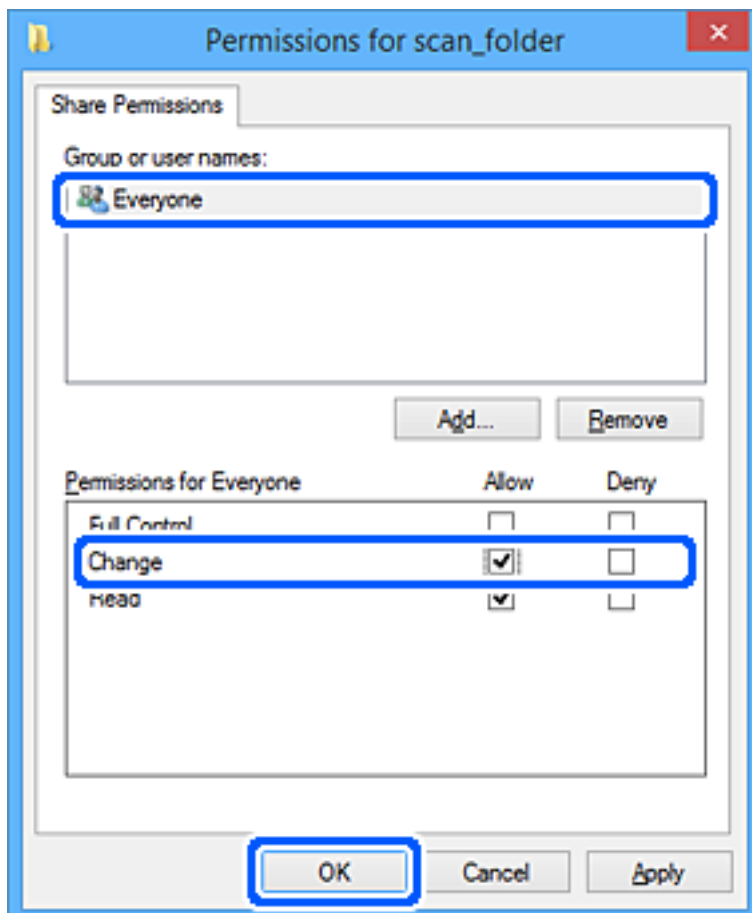 Permissions for scan_folder
Share Permissions
Group or user names:
Everyone
Add... Remove
Permissions for Everyone Allow Deny
Full Control
Change
Read
OK Cancel Apply